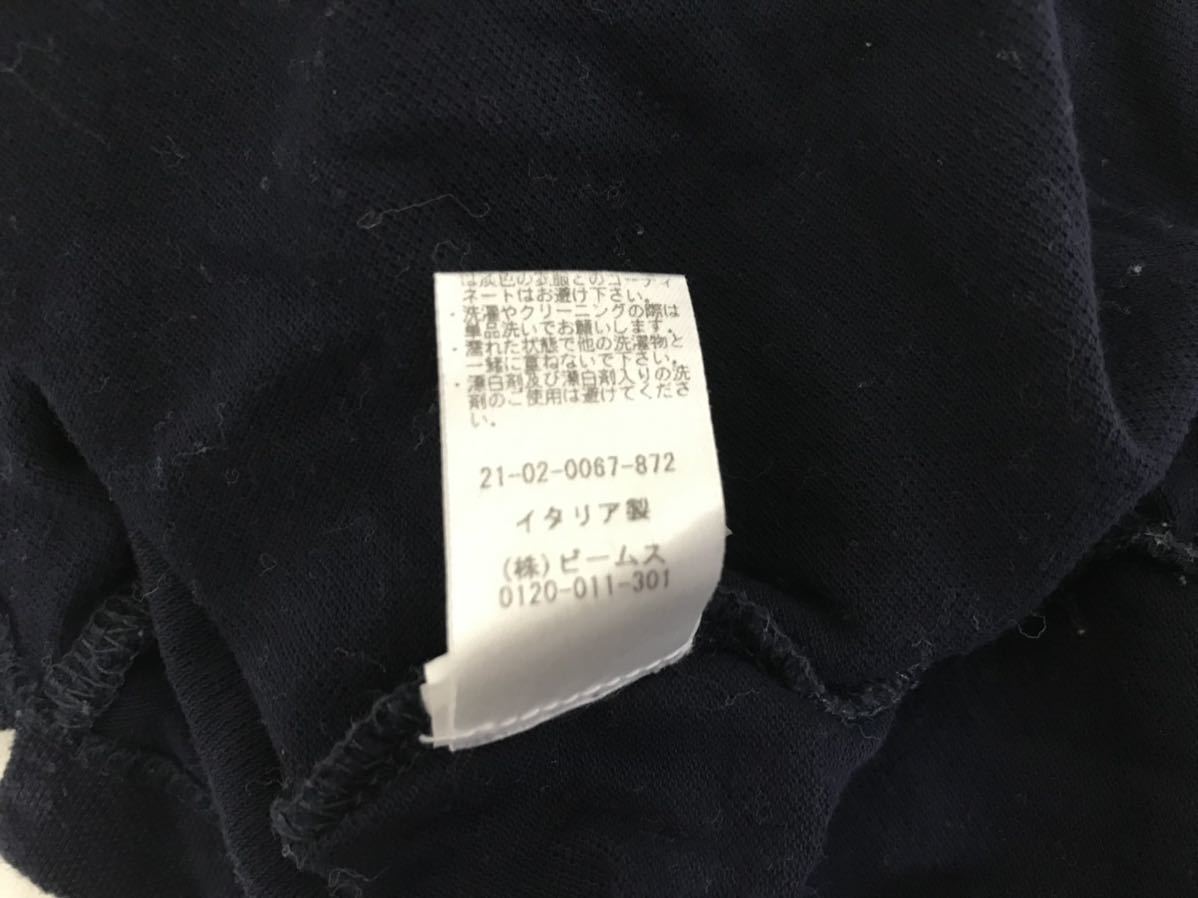 は淡色の衣服とのコーディ
ネートはお避け下さい。
・洗濯やクリーニングの際は
単品洗いでお願いします。
・濡れた状態で他の洗濯物と
一緒に重ねないで下さい。
・漂白剤及び漂白剤入りの洗
剤のご使用は避けてくださ
い。
21-02-0067-872
イタリア製
(株)ビームス
0120-011-301